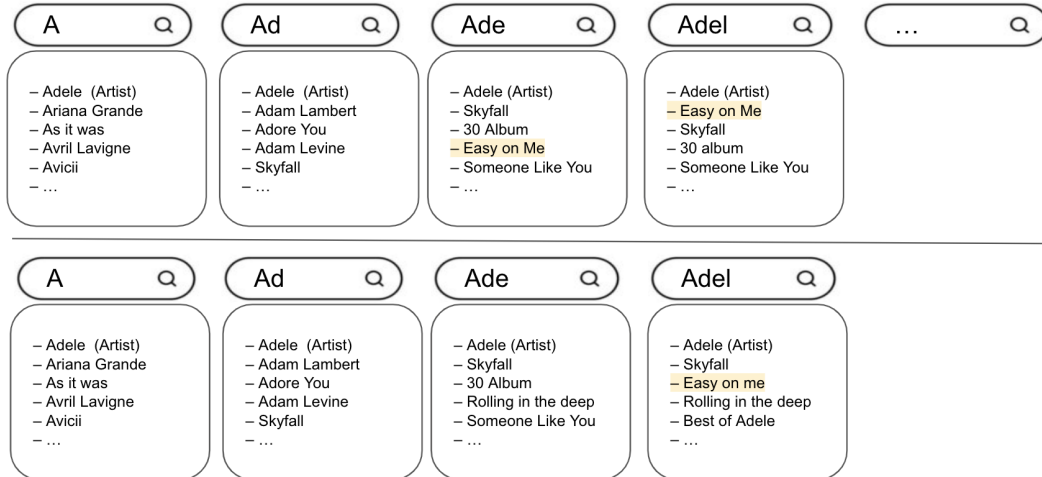 A
– Adele  (Artist)
– Ariana Grande
– As it was
– Avril Lavigne
– Avicii
– …
Ad
– Adele  (Artist)
– Adam Lambert
– Adore You
– Adam Levine
– Skyfall
– …
Ade
– Adele (Artist)
– Skyfall
– 30 Album
– Easy on Me
– Someone Like You
– …
Adel
– Adele (Artist)
– Easy on Me
– Skyfall
– 30 album
– Someone Like You
– …
…
A
– Adele  (Artist)
– Ariana Grande
– As it was
– Avril Lavigne
– Avicii
– …
Ad
– Adele  (Artist)
– Adam Lambert
– Adore You
– Adam Levine
– Skyfall
– …
Ade
– Adele (Artist)
– Skyfall
– 30 Album
– Rolling in the deep
– Someone Like You
– …
Adel
– Adele (Artist)
– Skyfall
– Easy on me
– Rolling in the deep
– Best of Adele
– …